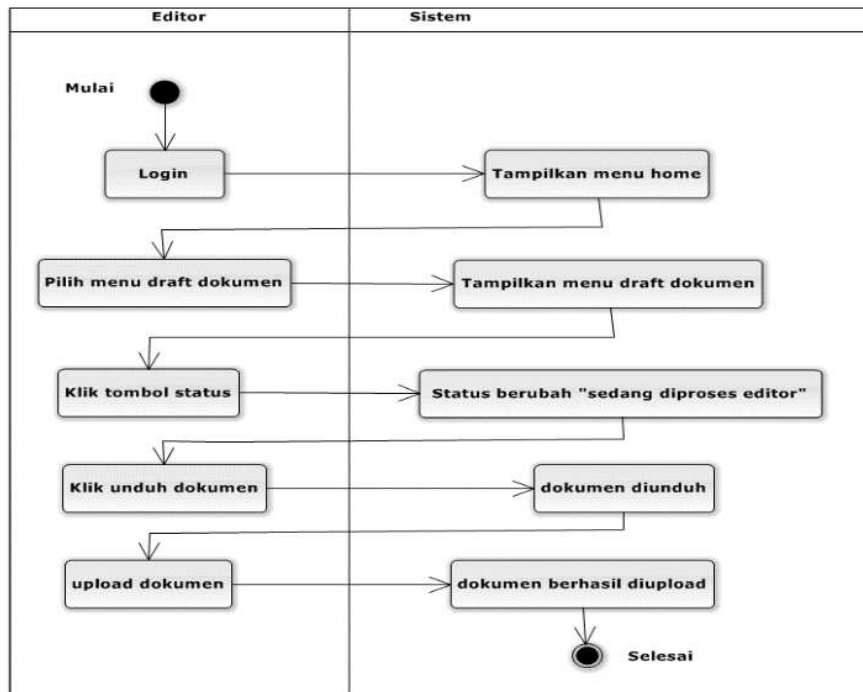 Editor
Sistem
Mulai
Login
Tampilkan menu home
Pilih menu draft dokumen
Tampilkan menu draft dokumen
Klik tombol status
Status berubah "sedang diproses editor"
Klik unduh dokumen
dokumen diunduh
upload dokumen
dokumen berhasil diupload
Selesai